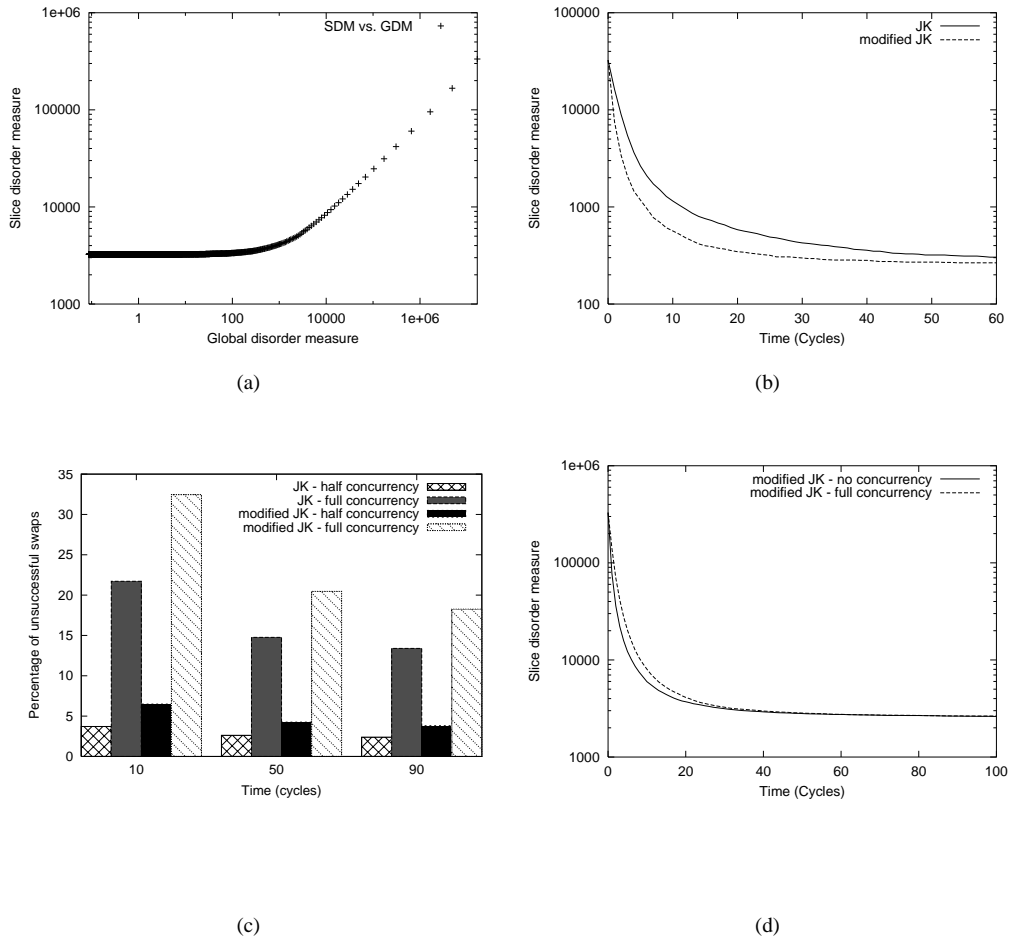 SDM vs. GDM
1e+06
100000
10000
1000
1
100
10000
1e+06
Slice disorder measure
Global disorder measure
(a)
JK
modified JK
100000
10000
1000
100
0
10
20
30
40
50
60
Slice disorder measure
Time (Cycles)
(b)
JK - half concurrency
JK - full concurrency
modified JK - half concurrency
modified JK - full concurrency
35
30
25
20
15
10
5
0
10
50
90
Percentage of unsuccessful swaps
Time (cycles)
(c)
modified JK - no concurrency
modified JK - full concurrency
1e+06
100000
10000
1000
0
20
40
60
80
100
Slice disorder measure
Time (Cycles)
(d)